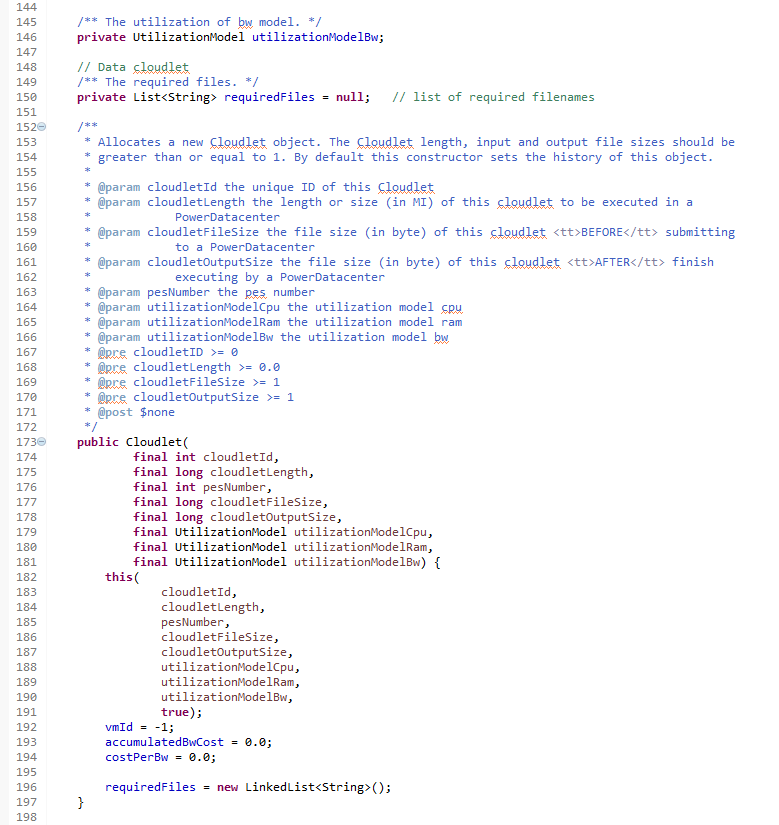 144
145 /** The utilization of bw model. */
146 private UtilizationModel utilizationModelBw;
147
148 // Data cloudlet
149 /** The required files. */
150 private List<String> requiredFiles = null;   // list of required filenames
151
152 /**
153 * Allocates a new Cloudlet object. The Cloudlet length, input and output file sizes should be
154 * greater than or equal to 1. By default this constructor sets the history of this object.
155 *
156 * @param cloudletId the unique ID of this Cloudlet
157 * @param cloudletLength the length or size (in MI) of this cloudlet to be executed in a
158 *            PowerDatacenter
159 * @param cloudletFileSize the file size (in byte) of this cloudlet <tt>BEFORE</tt> submitting
160 *            to a PowerDatacenter
161 * @param cloudletOutputSize the file size (in byte) of this cloudlet <tt>AFTER</tt> finish
162 *            executing by a PowerDatacenter
163 * @param pesNumber the pes number
164 * @param utilizationModelCpu the utilization model cpu
165 * @param utilizationModelRam the utilization model ram
166 * @param utilizationModelBw the utilization model bw
167 * @pre cloudletID >= 0
168 * @pre cloudletLength >= 0.0
169 * @pre cloudletFileSize >= 1
170 * @pre cloudletOutputSize >= 1
171 * @post $none
172 */
173 public Cloudlet(
174         final int cloudletId,
175         final long cloudletLength,
176         final int pesNumber,
177         final long cloudletFileSize,
178         final long cloudletOutputSize,
179         final UtilizationModel utilizationModelCpu,
180         final UtilizationModel utilizationModelRam,
181         final UtilizationModel utilizationModelBw) {
182     this(
183             cloudletId,
184             cloudletLength,
185             pesNumber,
186             cloudletFileSize,
187             cloudletOutputSize,
188             utilizationModelCpu,
189             utilizationModelRam,
190             utilizationModelBw,
191             true);
192     vmId = -1;
193     accumulatedBwCost = 0.0;
194     costPerBw = 0.0;
195
196     requiredFiles = new LinkedList<String>();
197 }
198